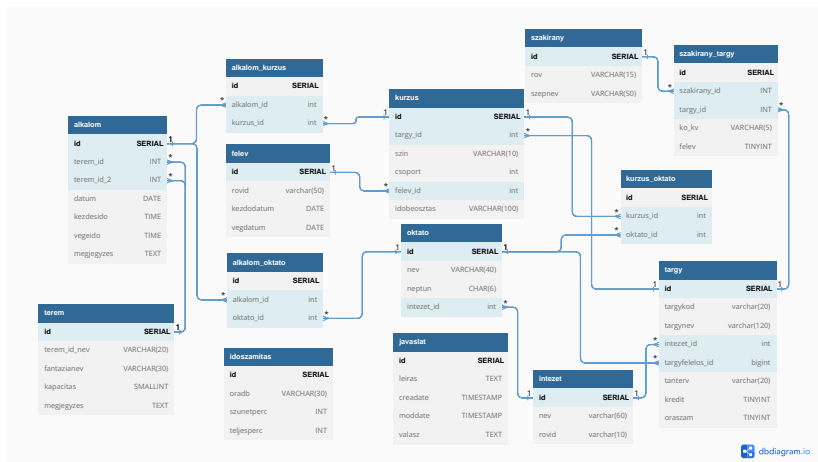 szakirany
id SERIAL
rov VARCHAR(15)
szepnev VARCHAR(50)
szakirany_targy
id SERIAL
szakirany_id INT
targy_id INT
ko_kv VARCHAR(5)
felev TINYINT
alkalom_kurzus
id SERIAL
alkalom_id int
kurzus_id int
kurzus
id SERIAL
targy_id int
szin VARCHAR(10)
csoport int
felev_id int
idobeosztas VARCHAR(100)
alkalom
id SERIAL
terem_id INT
terem_id_2 INT
datum DATE
kezdesido TIME
vegeido TIME
megjegyzes TEXT
felev
id SERIAL
rovid varchar(50)
kezdodatum DATE
vegdatum DATE
kurzus_oktato
id SERIAL
kurzus_id int
oktato_id int
oktato
id SERIAL
nev VARCHAR(40)
neptun CHAR(6)
intezet_id int
alkalom_oktato
id SERIAL
alkalom_id int
oktato_id int
targy
id SERIAL
targykod varchar(20)
targynev varchar(120)
intezet_id int
targyfelelos_id bigint
tanterv varchar(20)
kredit TINYINT
oraszam TINYINT
terem
id SERIAL
terem_id_nev VARCHAR(20)
fantazianev VARCHAR(30)
kapacitas SMALLINT
megjegyzes TEXT
idoszamitas
id SERIAL
oradb VARCHAR(30)
szunetperc INT
teljesperc INT
javaslat
id SERIAL
leiras TEXT
creadate TIMESTAMP
moddate TIMESTAMP
valasz TEXT
intezet
id SERIAL
nev varchar(60)
rovid varchar(10)
dbdiagram.io